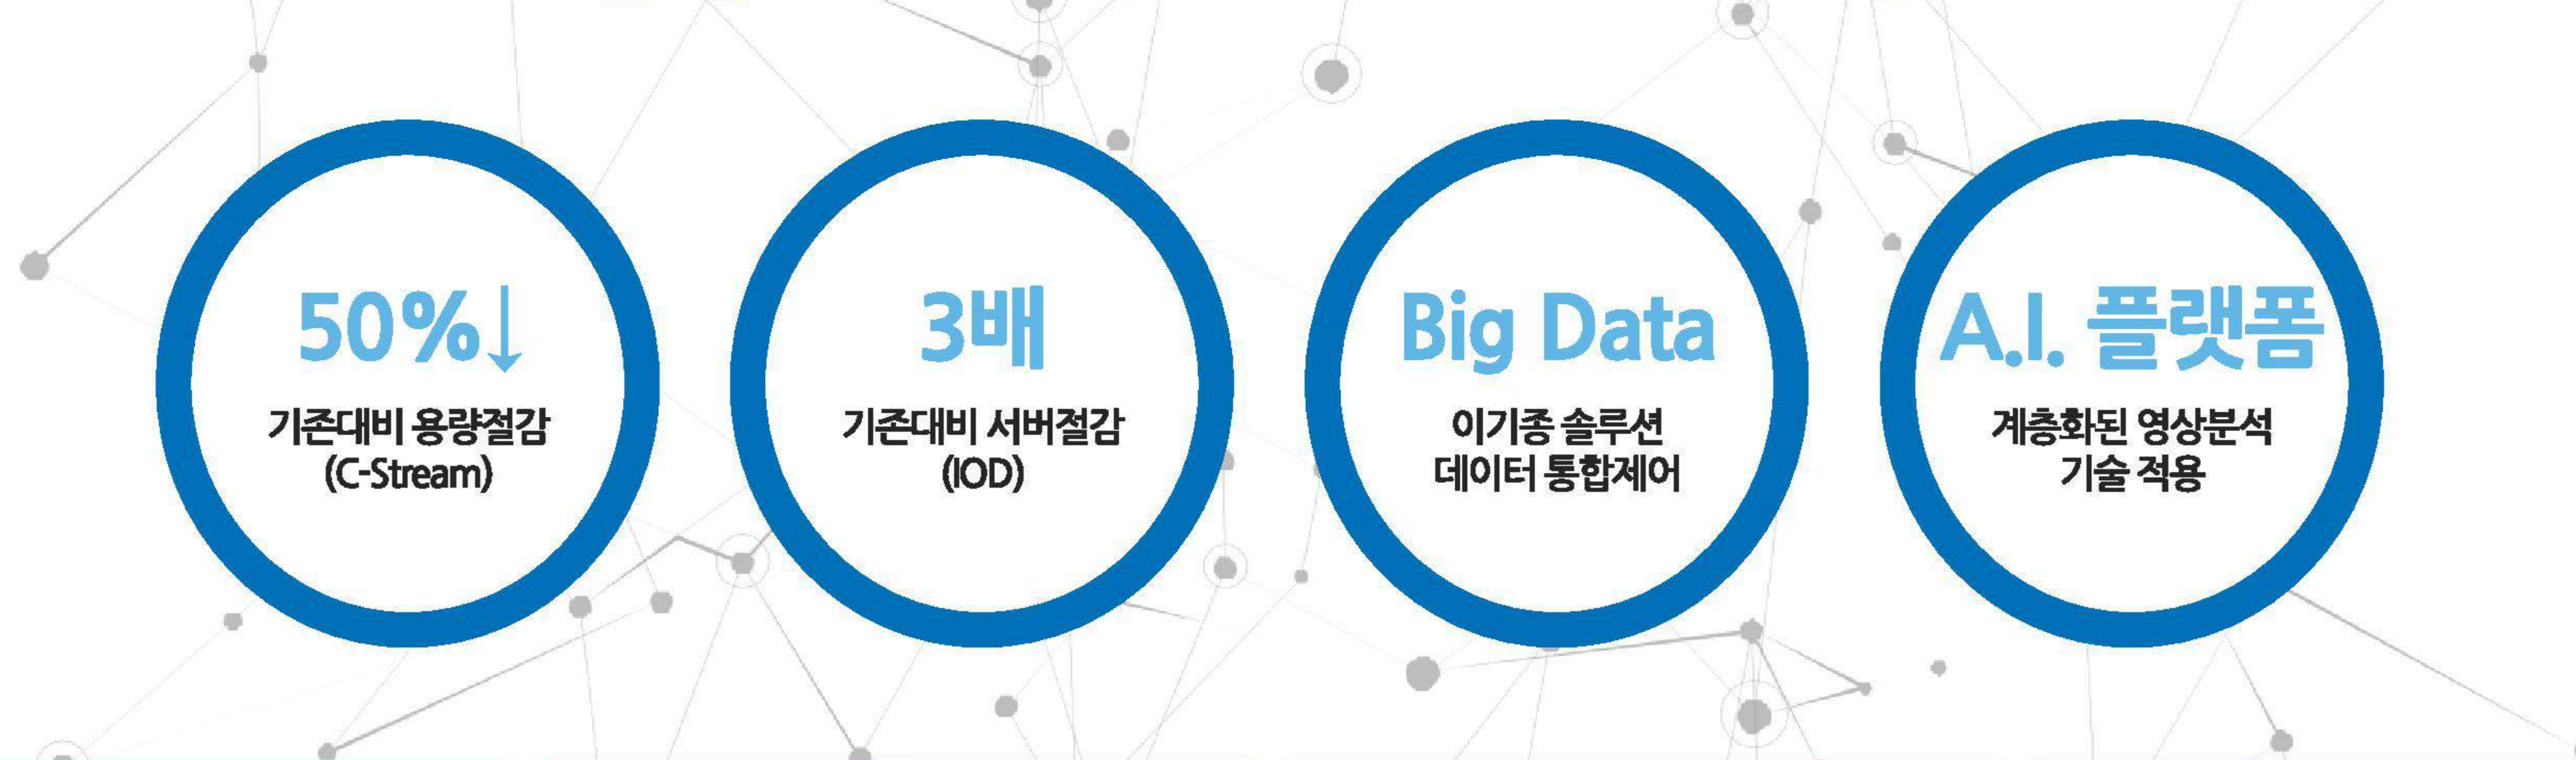 50%↓
기존대비 용량절감
(C-Stream)
3배
기존대비 서버절감
(IOD)
Big Data
이기종 솔루션
데이터 통합제어
A.I. 플랫폼
계층화된 영상분석
기술 적용